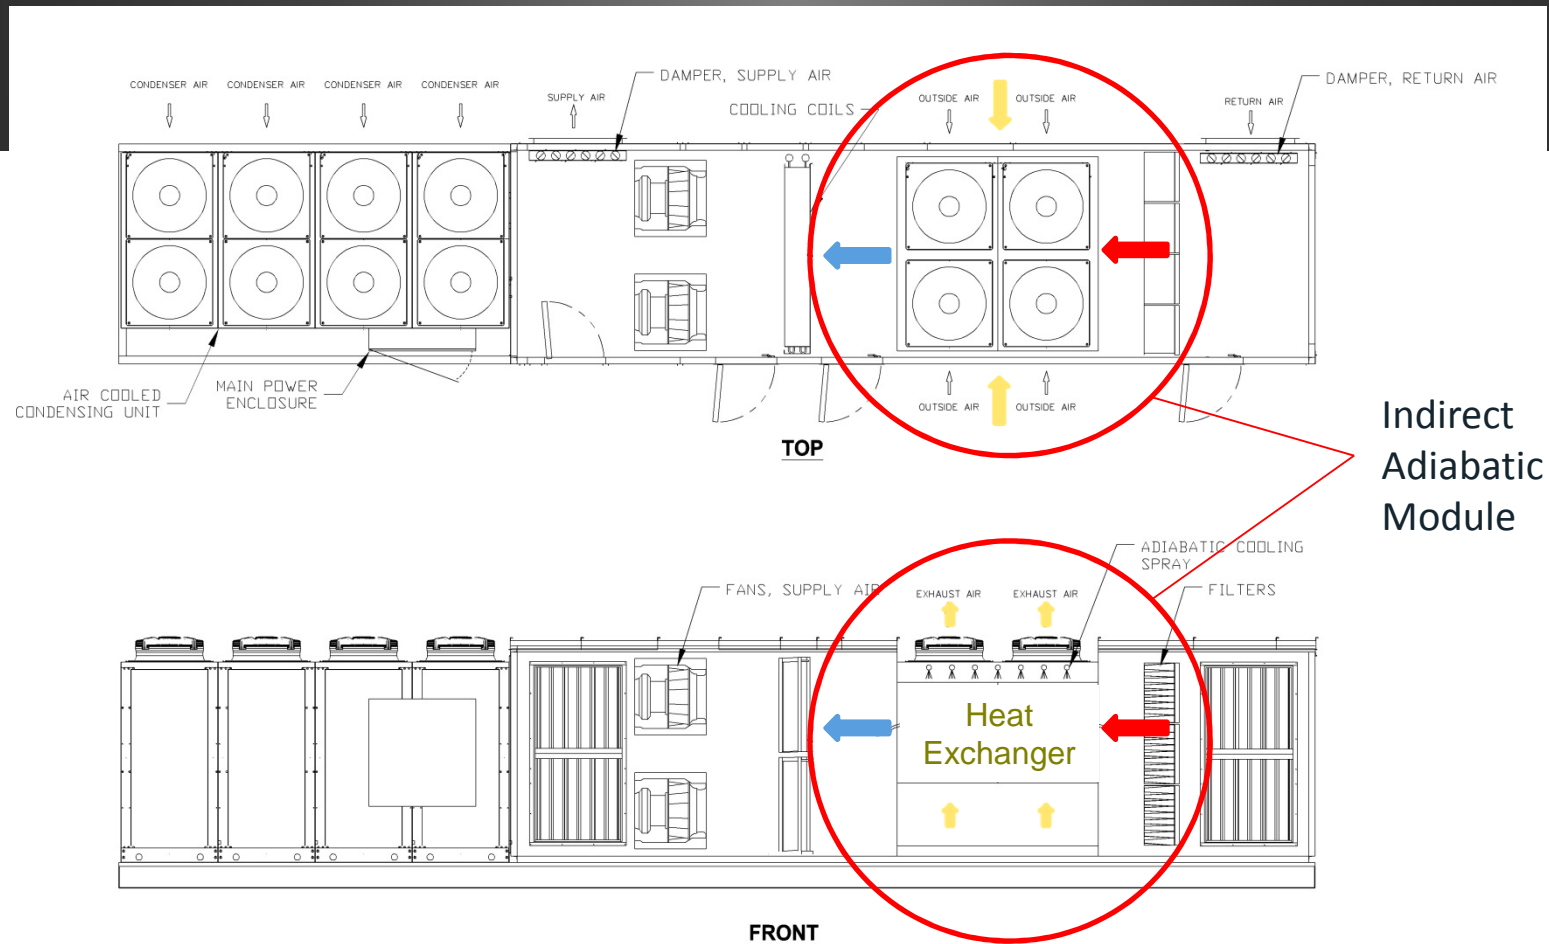 CONDENSER AIR
CONDENSER AIR
CONDENSER AIR
CONDENSER AIR
SUPPLY AIR
DAMPER, SUPPLY AIR
COOLING COILS
OUTSIDE AIR
OUTSIDE AIR
RETURN AIR
DAMPER, RETURN AIR
AIR COOLED
CONDENSING UNIT
MAIN POWER
ENCLOSURE
OUTSIDE AIR
OUTSIDE AIR
TOP
Indirect
Adiabatic
Module
ADIABATIC COOLING
SPRAY
FANS, SUPPLY AIR
EXHAUST AIR
EXHAUST AIR
FILTERS
Heat
Exchanger
FRONT